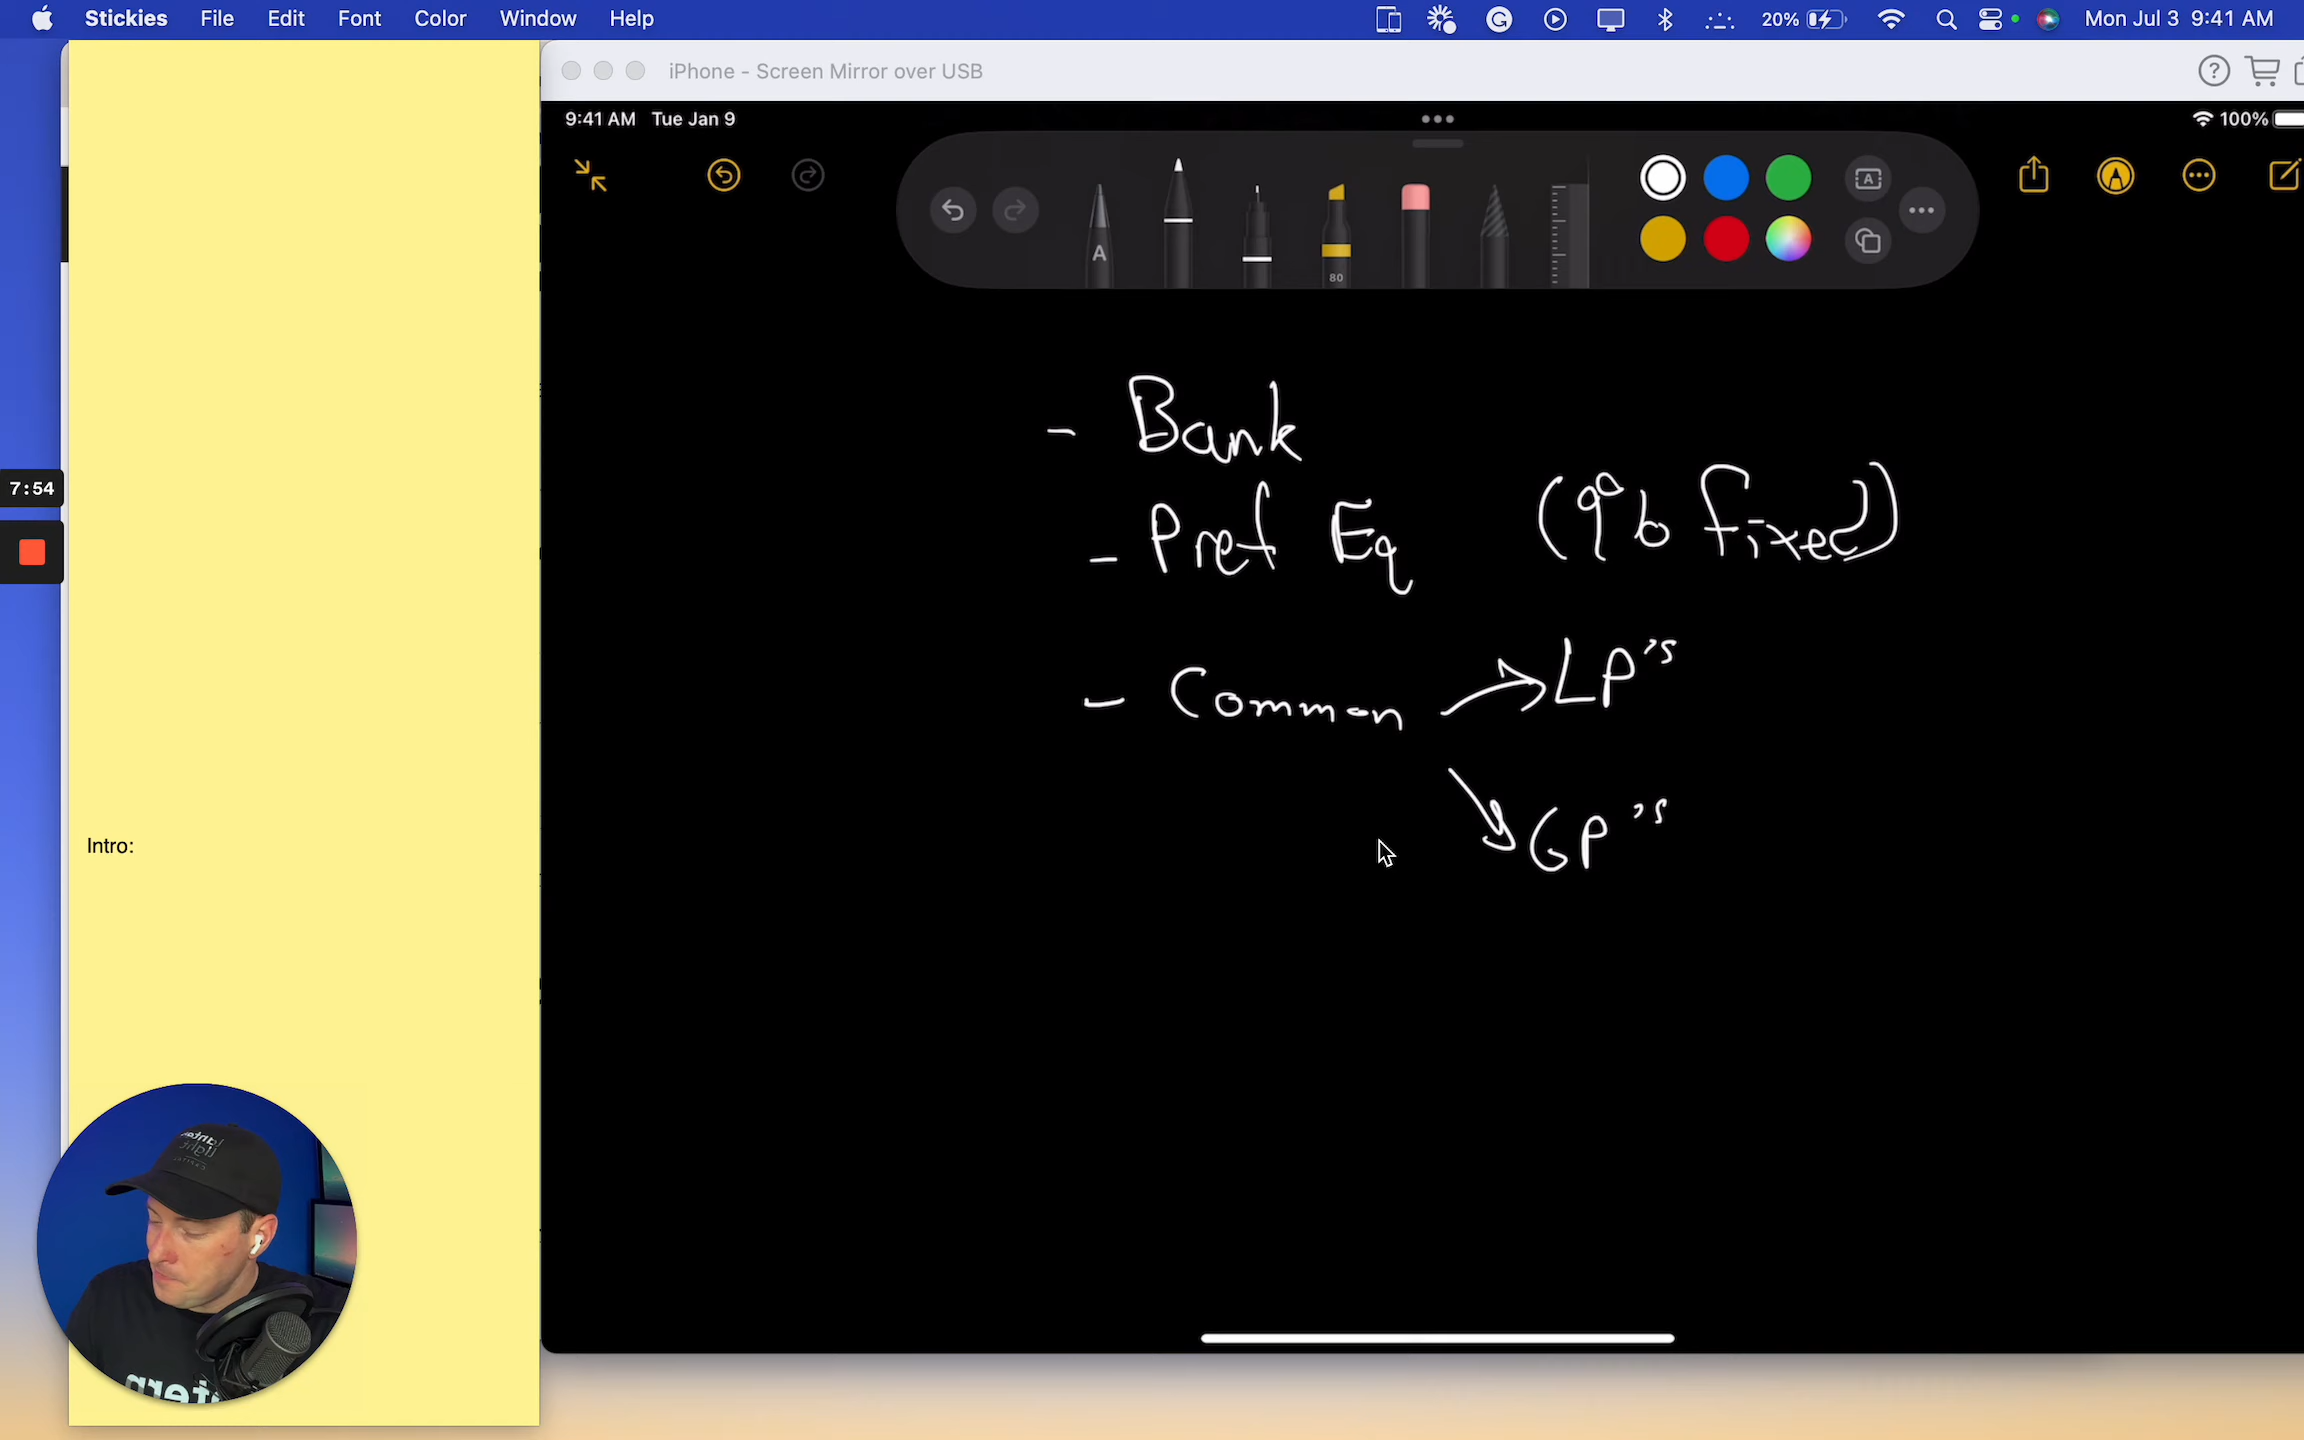 Stickies File Edit Font Color Window Help 20% Mon Jul 3 9:41 AM
iPhone - Screen Mirror over USB
9:41 AM Tue Jan 9 100%
A 80 A
- Bank
7:54
- Pref Eq (9% fixed)
- Common LP's
GP's
Intro: